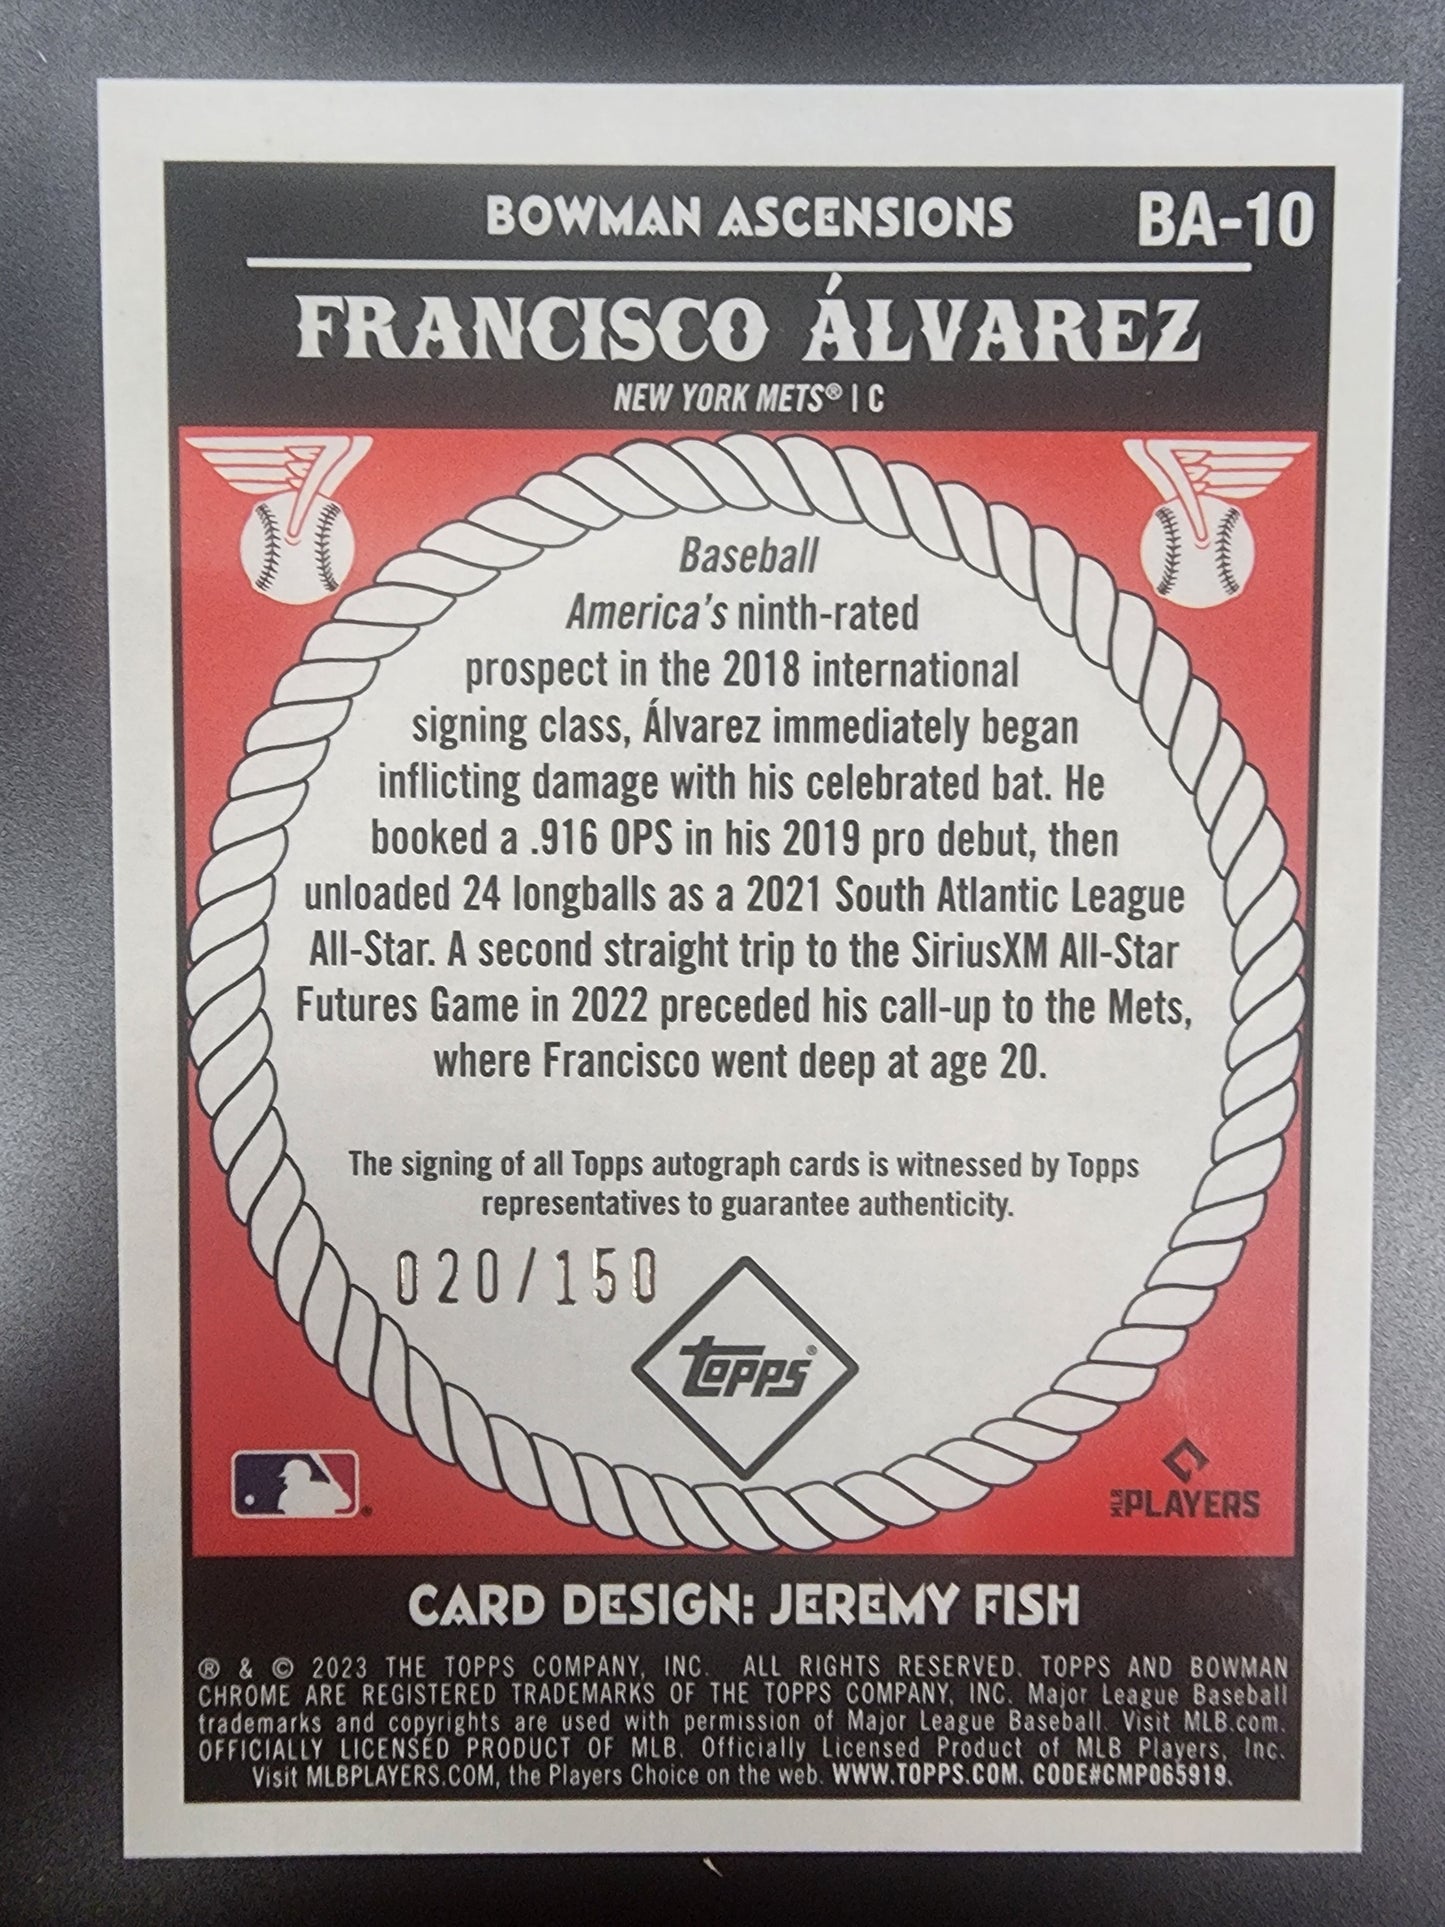 BOWMAN ASCENSIONS BA-10
FRANCISCO ÁLVAREZ
NEW YORK METS® | C
Baseball
America's ninth-rated
prospect in the 2018 international
signing class, Álvarez immediately began
inflicting damage with his celebrated bat. He
booked a .916 OPS in his 2019 pro debut, then
unloaded 24 longballs as a 2021 South Atlantic League
All-Star. A second straight trip to the SiriusXM All-Star
Futures Game in 2022 preceded his call-up to the Mets,
where Francisco went deep at age 20.
The signing of all Topps autograph cards is witnessed by Topps
representatives to guarantee authenticity.
020/150
Topps®
MLB PLAYERS
CARD DESIGN: JEREMY FISH
® & © 2023 THE TOPPS COMPANY, INC. ALL RIGHTS RESERVED. TOPPS AND BOWMAN
CHROME ARE REGISTERED TRADEMARKS OF THE TOPPS COMPANY, INC. Major League Baseball
trademarks and copyrights are used with permission of Major League Baseball. Visit MLB.com.
OFFICIALLY LICENSED PRODUCT OF MLB. Officially Licensed Product of MLB Players, Inc.
Visit MLBPLAYERS.COM, the Players Choice on the web. WWW.TOPPS.COM. CODE#CMP065919.